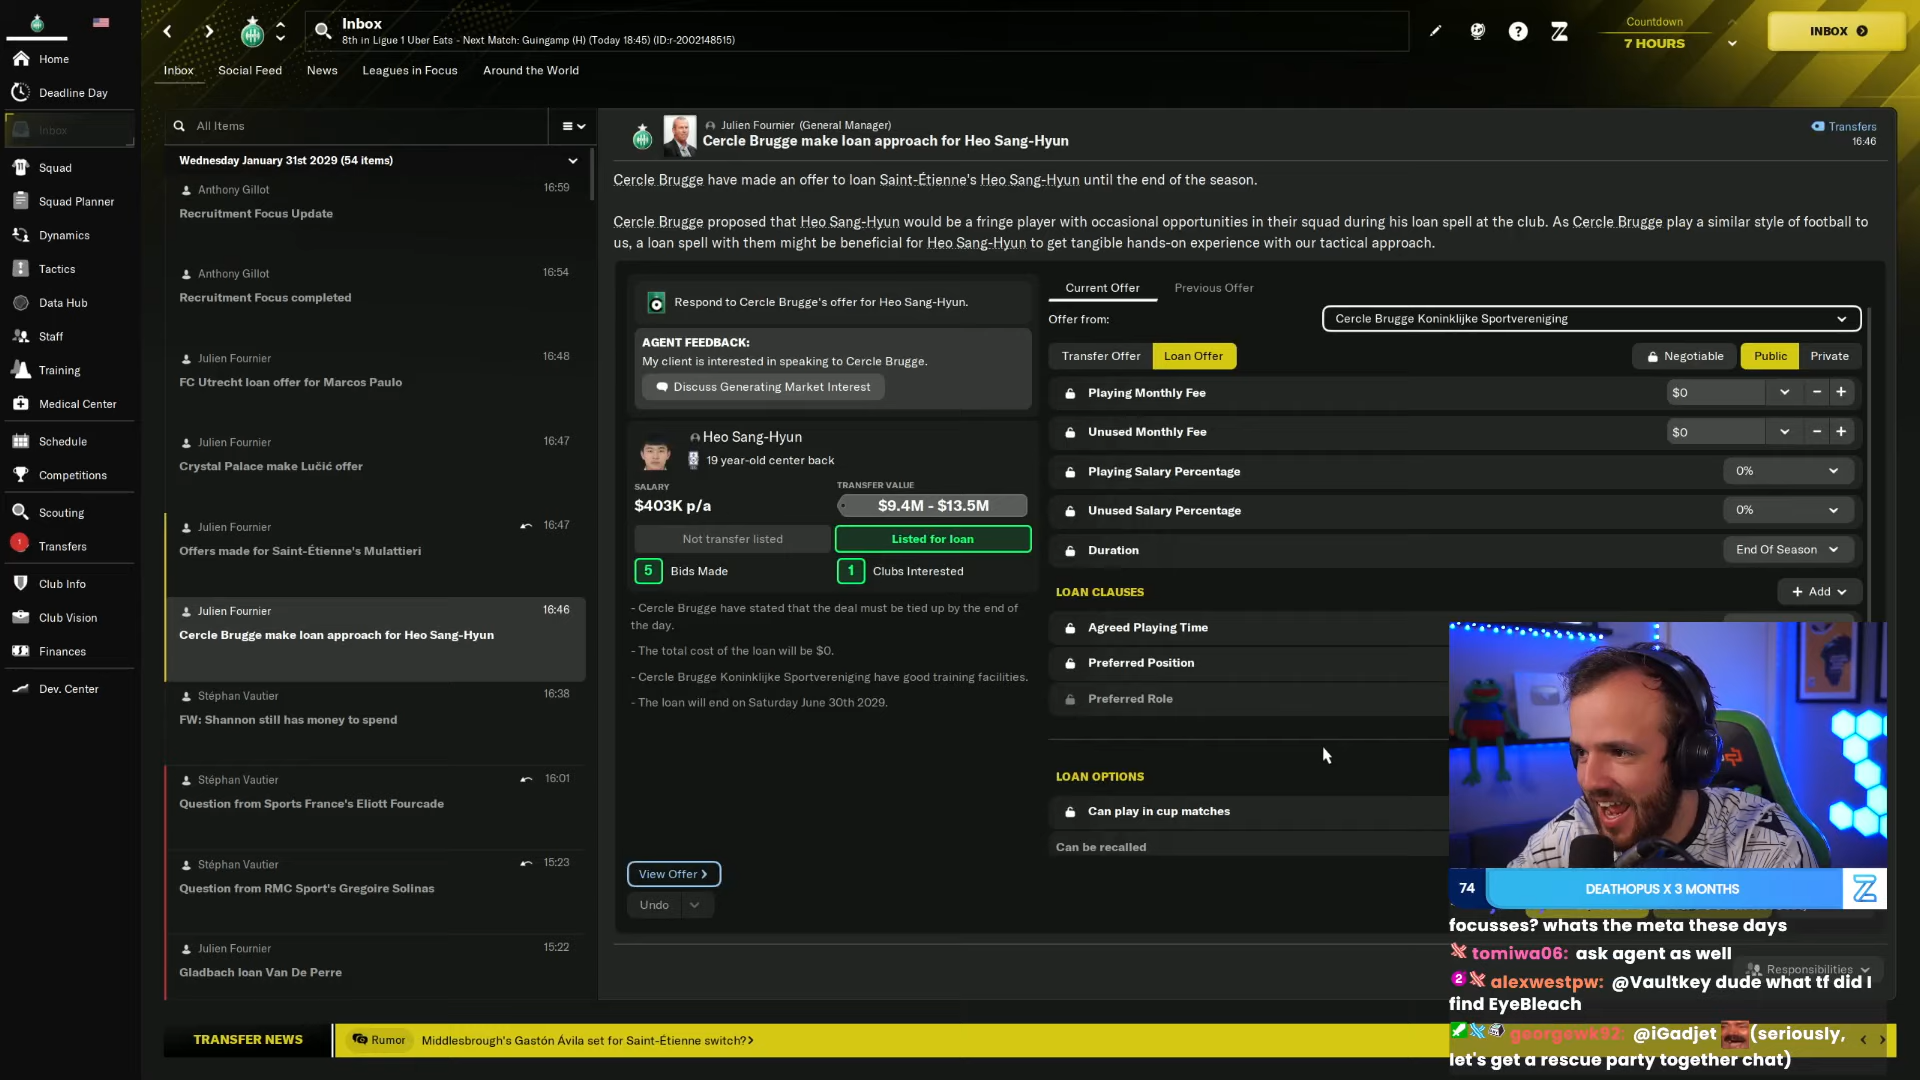 Inbox
8th in Ligue 1 Uber Eats - Next Match: Guingamp (H) (Today 18:45) (ID:r-2002148515)
Countdown
7 HOURS
INBOX
Inbox
Social Feed
News
Leagues in Focus
Around the World
Home
Deadline Day
Inbox
Squad
Squad Planner
Dynamics
Tactics
Data Hub
Staff
Training
Medical Center
Schedule
Competitions
Scouting
1
Transfers
Club Info
Club Vision
Finances
Dev. Center
All Items
Wednesday January 31st 2029 (54 items)
Anthony Gillot 16:59
Recruitment Focus Update
Anthony Gillot 16:54
Recruitment Focus completed
Julien Fournier 16:48
FC Utrecht loan offer for Marcos Paulo
Julien Fournier 16:47
Crystal Palace make Lučić offer
Julien Fournier 16:47
Offers made for Saint-Étienne's Mulattieri
Julien Fournier 16:46
Cercle Brugge make loan approach for Heo Sang-Hyun
Stéphan Vautier 16:38
FW: Shannon still has money to spend
Stéphan Vautier 16:01
Question from Sports France's Eliott Fourcade
Stéphan Vautier 15:23
Question from RMC Sport's Gregoire Solinas
Julien Fournier 15:22
Gladbach loan Van De Perre
Julien Fournier (General Manager)
Cercle Brugge make loan approach for Heo Sang-Hyun
Transfers
16:46
Cercle Brugge have made an offer to loan Saint-Étienne's Heo Sang-Hyun until the end of the season.
Cercle Brugge proposed that Heo Sang-Hyun would be a fringe player with occasional opportunities in their squad during his loan spell at the club. As Cercle Brugge play a similar style of football to
us, a loan spell with them might be beneficial for Heo Sang-Hyun to get tangible hands-on experience with our tactical approach.
Respond to Cercle Brugge's offer for Heo Sang-Hyun.
AGENT FEEDBACK:
My client is interested in speaking to Cercle Brugge.
Discuss Generating Market Interest
Heo Sang-Hyun
19 year-old center back
SALARY
$403K p/a
TRANSFER VALUE
$9.4M - $13.5M
Not transfer listed
Listed for loan
5 Bids Made
1 Clubs Interested
- Cercle Brugge have stated that the deal must be tied up by the end of
the day.
- The total cost of the loan will be $0.
- Cercle Brugge Koninklijke Sportvereniging have good training facilities.
- The loan will end on Saturday June 30th 2029.
View Offer
Undo
Current Offer
Previous Offer
Offer from:
Cercle Brugge Koninklijke Sportvereniging
Transfer Offer
Loan Offer
Negotiable
Public
Private
Playing Monthly Fee $0
Unused Monthly Fee $0
Playing Salary Percentage 0%
Unused Salary Percentage 0%
Duration End Of Season
LOAN CLAUSES
+ Add
Agreed Playing Time
Preferred Position
Preferred Role
LOAN OPTIONS
Can play in cup matches
Can be recalled
74 DEATHOPUS X 3 MONTHS
focusses? whats the meta these days
tomiwa06: ask agent as well
Responsibilities
2 alexwestpw: @Vaultkey dude what tf did I
find EyeBleach
georgewk92: @iGadjet (seriously,
let's get a rescue party together chat)
TRANSFER NEWS
Rumor
Middlesbrough's Gastón Ávila set for Saint-Étienne switch?